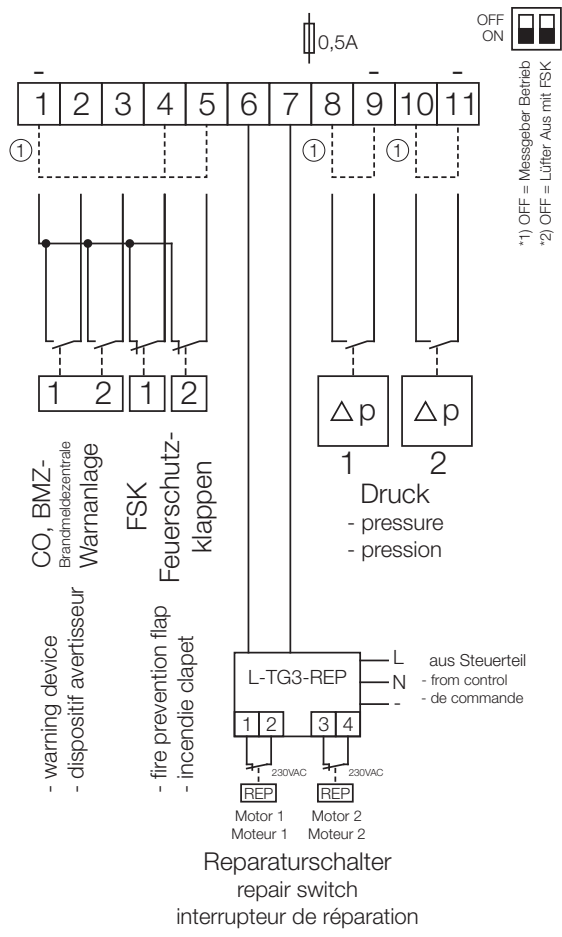 OFF
ON
0,5A
*1) OFF = Messgeber Betrieb
*2) OFF = Lüfter Aus mit FSK
- - -
1 2 3 4 5 6 7 8 9 10 11
1 1 1
1 2 1 2
Δp Δp
1 2
CO, BMZ-
Brandmeldezentrale
Warnanlage
- warning device
- dispositif avertisseur
FSK
Feuerschutz-
klappen
- fire prevention flap
- incendie clapet
Druck
- pressure
- pression
L-TG3-REP
L
N
-
aus Steuerteil
- from control
- de commande
1 2 3 4
230VAC 230VAC
REP REP
Motor 1 Motor 2
Moteur 1 Moteur 2
Reparaturschalter
repair switch
interrupteur de réparation